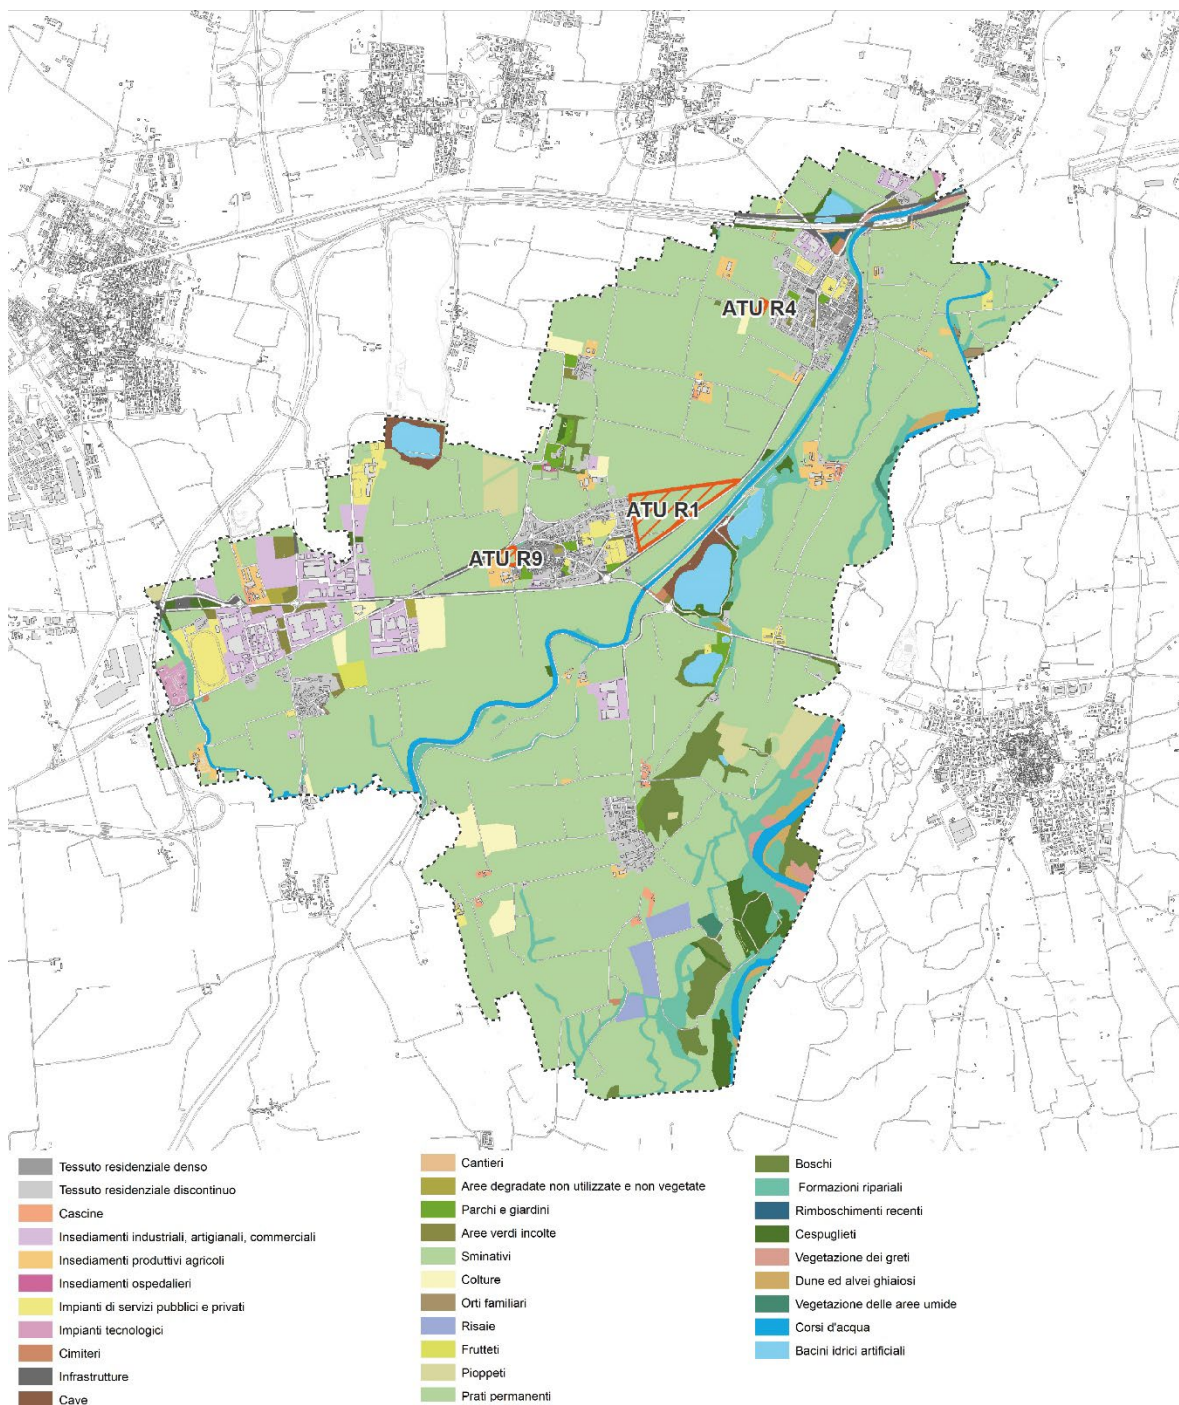 ATU R4
ATU R1
ATU R9
Tessuto residenziale denso
Tessuto residenziale discontinuo
Cascine
Insediamenti industriali, artigianali, commerciali
Insediamenti produttivi agricoli
Insediamenti ospedalieri
Impianti di servizi pubblici e privati
Impianti tecnologici
Cimiteri
Infrastrutture
Cave
Cantieri
Aree degradate non utilizzate e non vegetate
Parchi e giardini
Aree verdi incolte
Sminativi
Colture
Orti familiari
Risaie
Frutteti
Pioppeti
Prati permanenti
Boschi
Formazioni ripariali
Rimboschimenti recenti
Cespuglieti
Vegetazione dei greti
Dune ed alvei ghiaiosi
Vegetazione delle aree umide
Corsi d'acqua
Bacini idrici artificiali